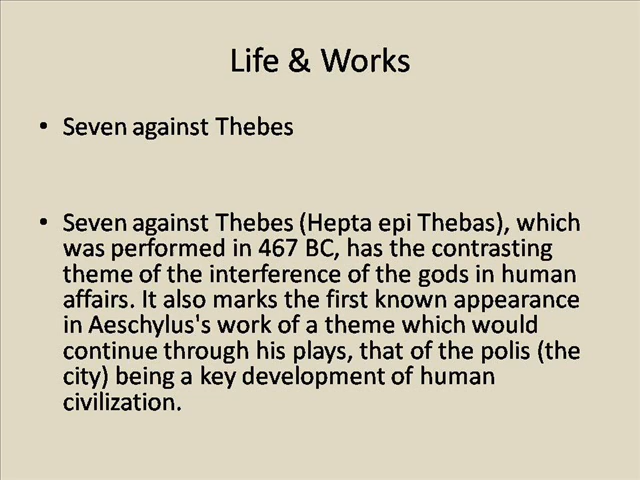 Life & Works
• Seven against Thebes
• Seven against Thebes (Hepta epi Thebas), which
was performed in 467 BC, has the contrasting
theme of the interference of the gods in human
affairs. It also marks the first known appearance
in Aeschylus's work of a theme which would
continue through his plays, that of the polis (the
city) being a key development of human
civilization.